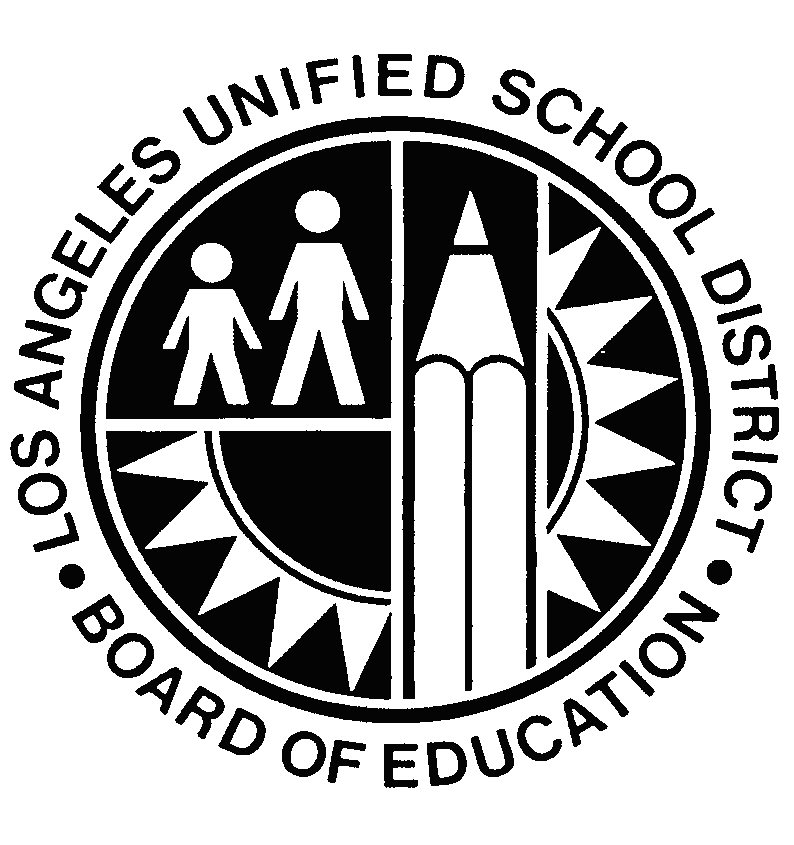 LOS ANGELES UNIFIED SCHOOL DISTRICT
• BOARD OF EDUCATION •